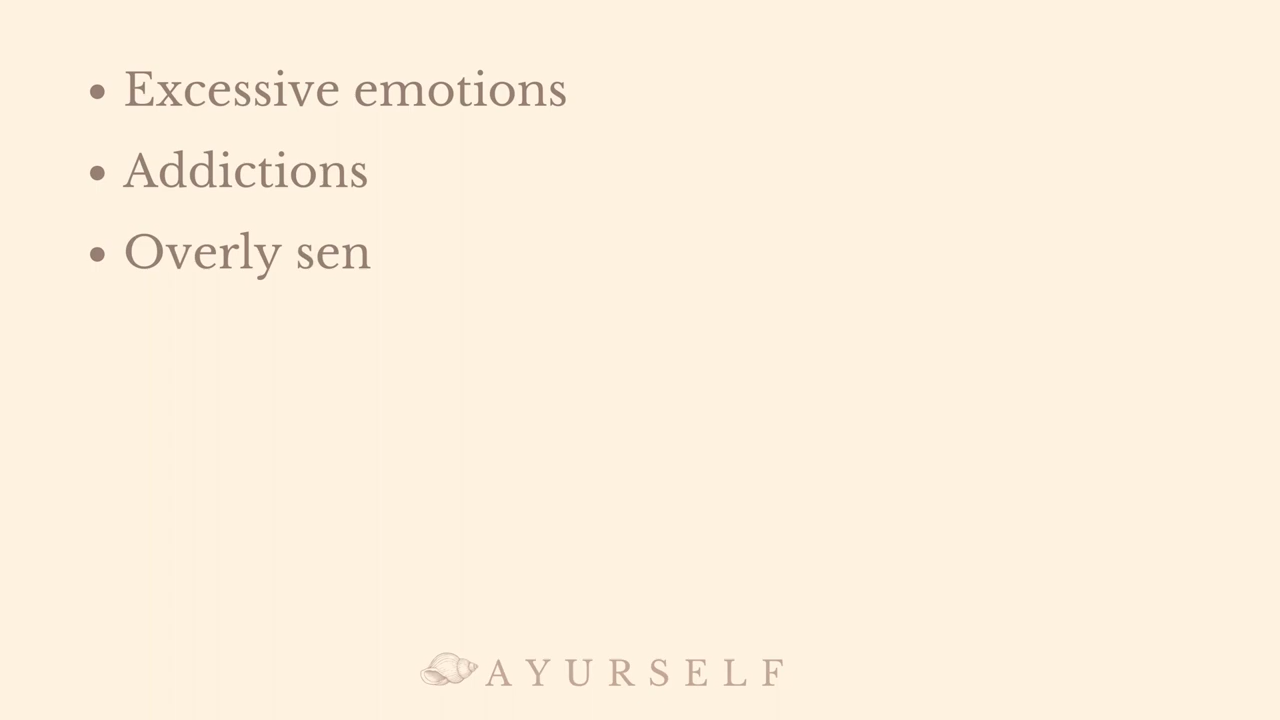 • Excessive emotions
• Addictions
• Overly sen
AYURSELF